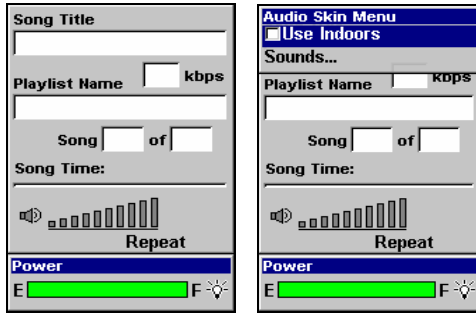 Song Title
kbps
Playlist Name
Song of
Song Time:
Repeat
Power
E F
Audio Skin Menu
Use Indoors
Sounds...
kbps
Playlist Name
Song of
Song Time:
Repeat
Power
E F